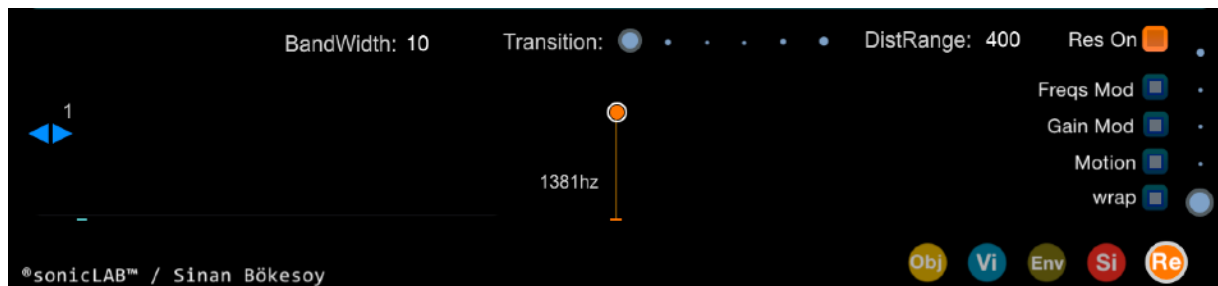 BandWidth: 10 Transition: DistRange: 400 Res On
Freqs Mod
1
Gain Mod
Motion
1381hz
wrap
®sonicLAB™ / Sinan Bökesoy
Obj Vi Env Si Re